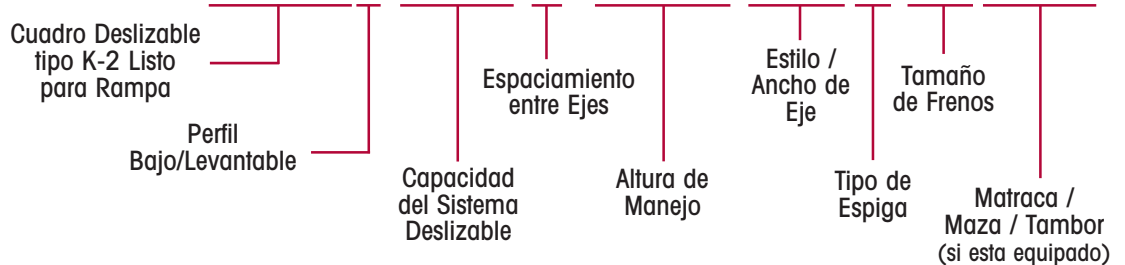 Cuadro Deslizable
tipo K-2 Listo
para Rampa
Perfil
Bajo/Levantable
Capacidad
del Sistema
Deslizable
Espaciamiento
entre Ejes
Altura de
Manejo
Estilo /
Ancho de
Eje
Tipo de
Espiga
Tamaño
de Frenos
Matraca /
Maza / Tambor
(si esta equipado)